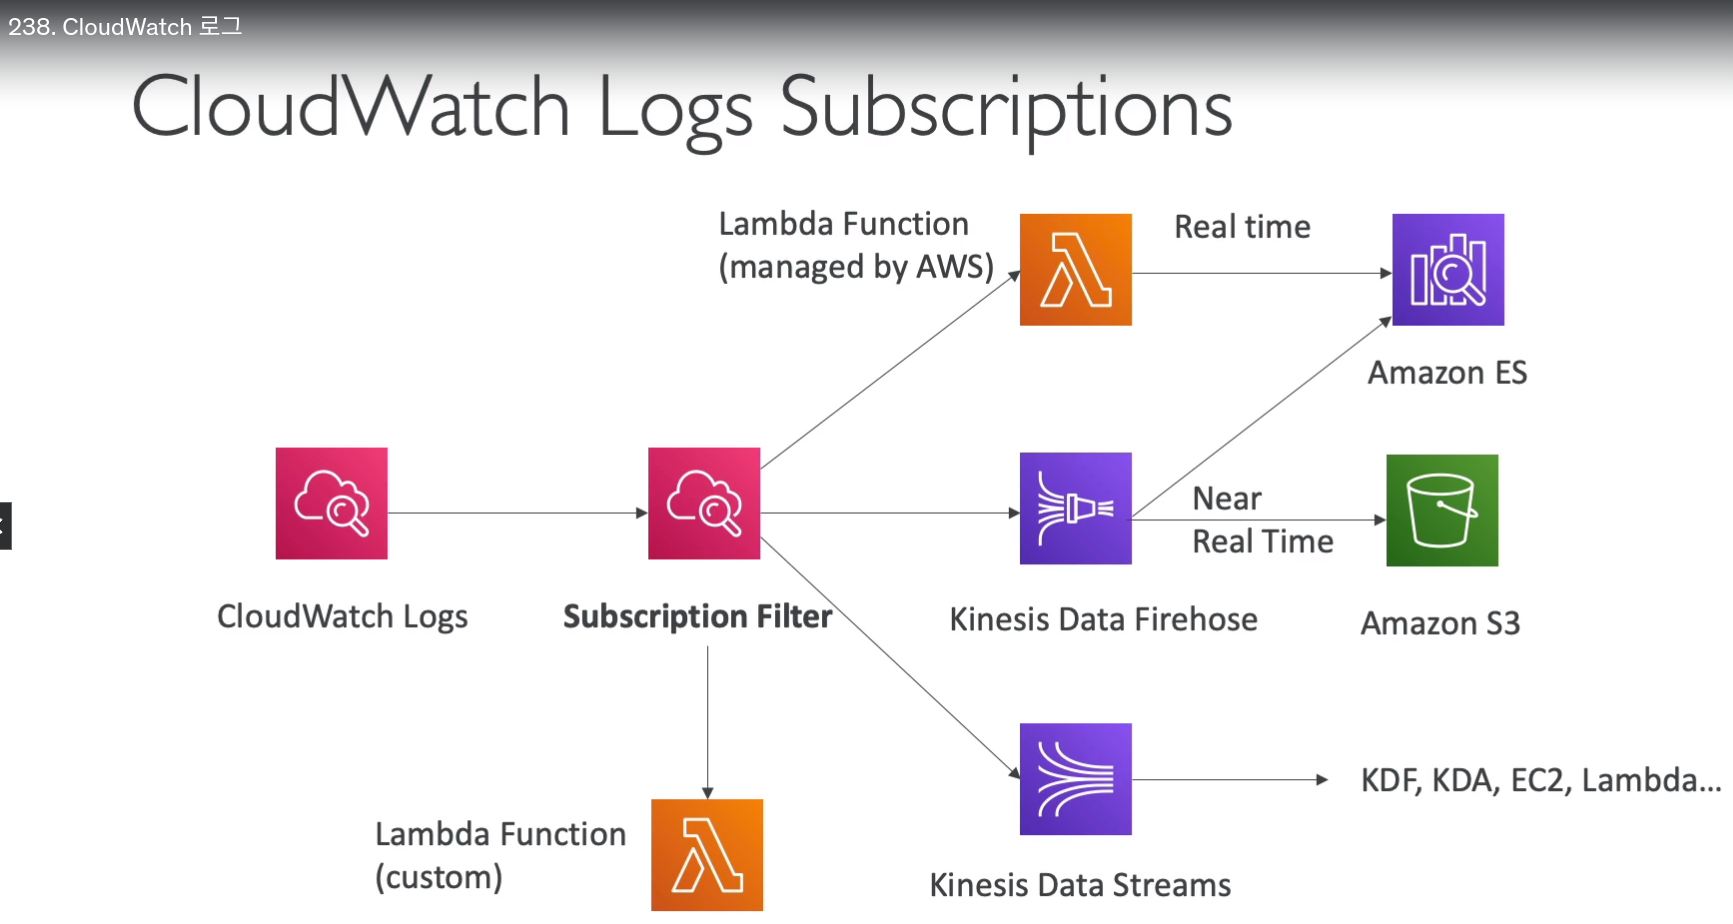 238. CloudWatch 로그
CloudWatch Logs Subscriptions
Lambda Function
(managed by AWS)
Real time
Amazon ES
CloudWatch Logs
Subscription Filter
Kinesis Data Firehose
Near
Real Time
Amazon S3
Lambda Function
(custom)
Kinesis Data Streams
KDF, KDA, EC2, Lambda...